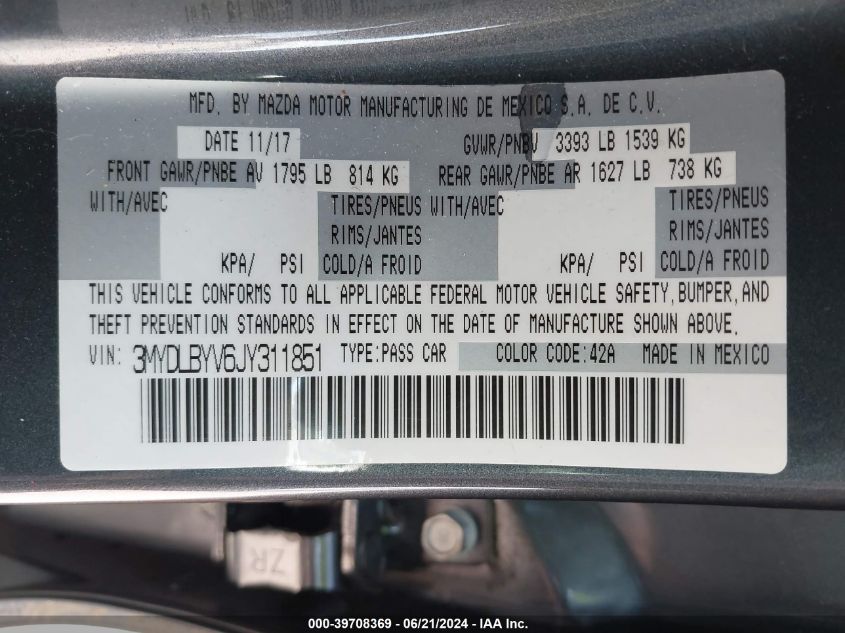 MFD. BY MAZDA MOTOR MANUFACTURING DE MEXICO S.A. DE C.V.
DATE 11/17 GVWR/PNBV 3393 LB 1539 KG
FRONT GAWR/PNBE AV 1795 LB 814 KG REAR GAWR/PNBE AR 1627 LB 738 KG
WITH/AVEC TIRES/PNEUS WITH/AVEC TIRES/PNEUS
RIMS/JANTES RIMS/JANTES
KPA/ PSI COLD/A FROID KPA/ PSI COLD/A FROID
THIS VEHICLE CONFORMS TO ALL APPLICABLE FEDERAL MOTOR VEHICLE SAFETY, BUMPER, AND
THEFT PREVENTION STANDARDS IN EFFECT ON THE DATE OF MANUFACTURE SHOWN ABOVE.
VIN: 3MYDLBYV6JY311851 TYPE:PASS CAR COLOR CODE:42A MADE IN MEXICO
ZR
000-39708369 - 06/21/2024 - IAA Inc.